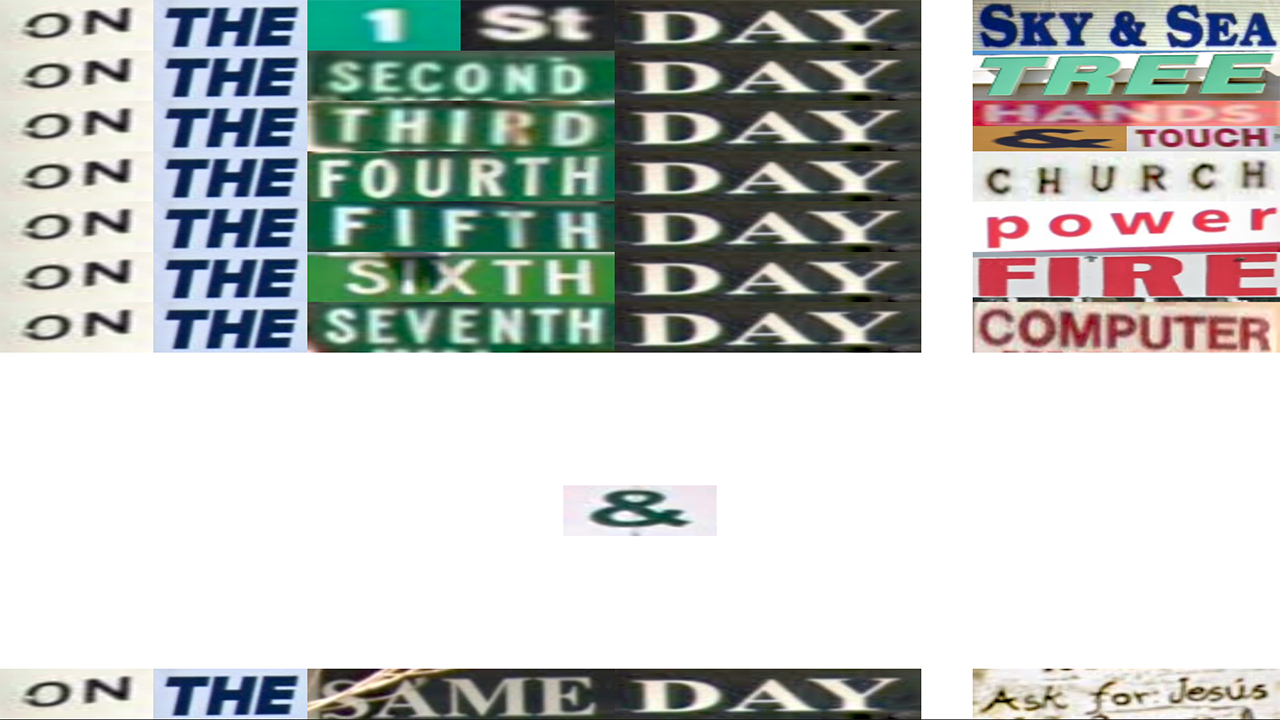 ON THE 1 St DAY SKY & SEA
ON THE SECOND DAY TREE
ON THE THIRD DAY HANDS & TOUCH
ON THE FOURTH DAY CHURCH
ON THE FIFTH DAY power
ON THE SIXTH DAY FIRE
ON THE SEVENTH DAY COMPUTER
&
ON THE SAME DAY Ask for Jesús